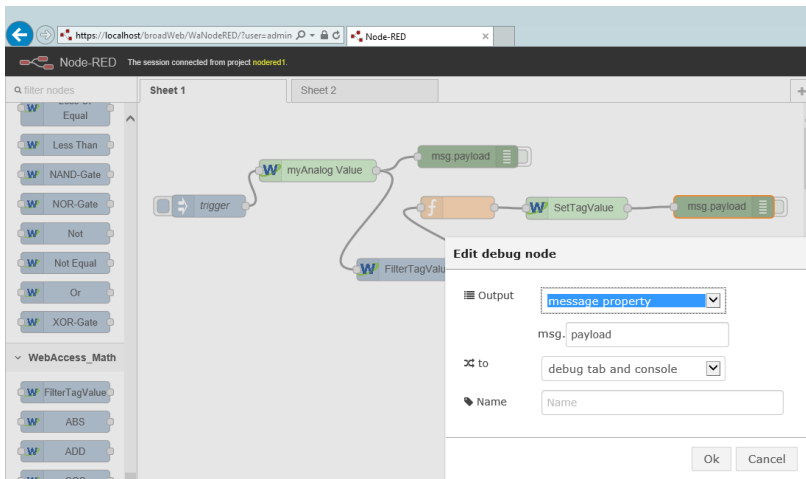 https://localhost/broadWeb/WaNodeRED/?user=admin
Node-RED
Node-RED The session connected from project nodered1.
filter nodes
Sheet 1
Sheet 2
+
Equal
Less Than
NAND-Gate
NOR-Gate
Not
Not Equal
Or
XOR-Gate
WebAccess_Math
FilterTagValue
ABS
ADD
trigger
myAnalog Value
msg.payload
f
SetTagValue
msg.payload
FilterTagValu
Edit debug node
Output
message property
msg. payload
to
debug tab and console
Name
Name
Ok
Cancel